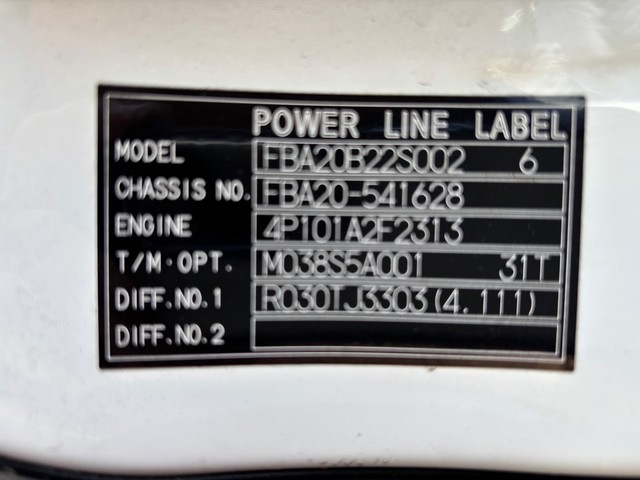 POWER LINE LABEL
MODEL FBA20B22S002 6
CHASSIS NO. FBA20-541628
ENGINE 4P101A2F2313
T/M·OPT. M038S5A001 31T
DIFF.NO.1 R030TJ3303(4.111)
DIFF.NO.2